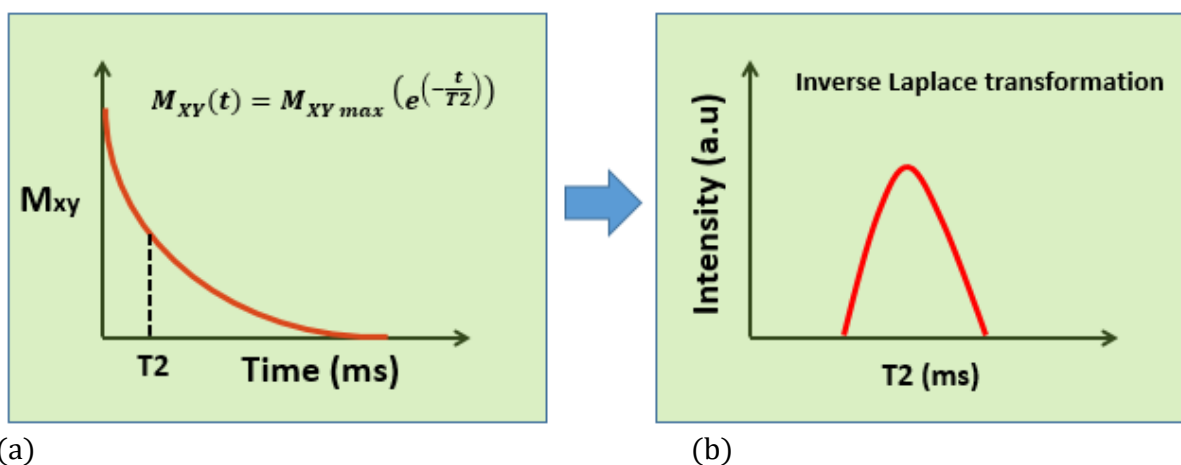 M_XY(t) = M_XY max (e^(-t/T2))
Mxy
T2
Time (ms)
Inverse Laplace transformation
Intensity (a.u)
T2 (ms)
(a)
(b)